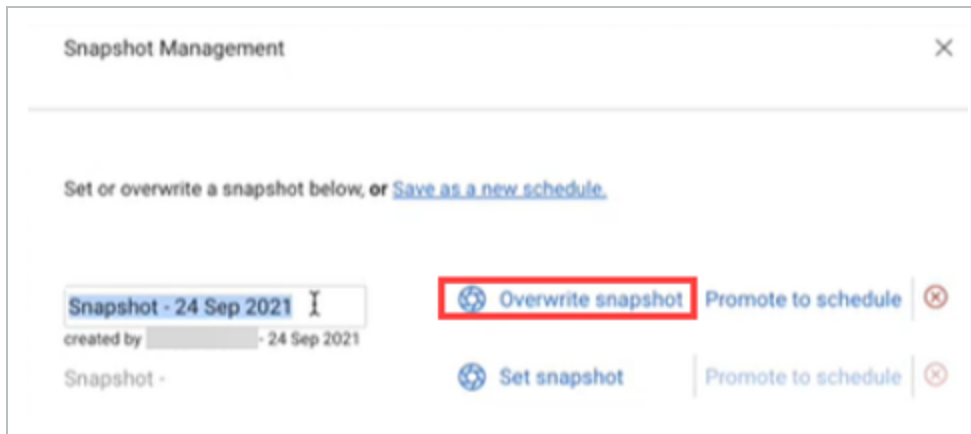 Snapshot Management
Set or overwrite a snapshot below, or Save as a new schedule.
Snapshot - 24 Sep 2021 Overwrite snapshot Promote to schedule
created by - 24 Sep 2021
Snapshot - Set snapshot Promote to schedule